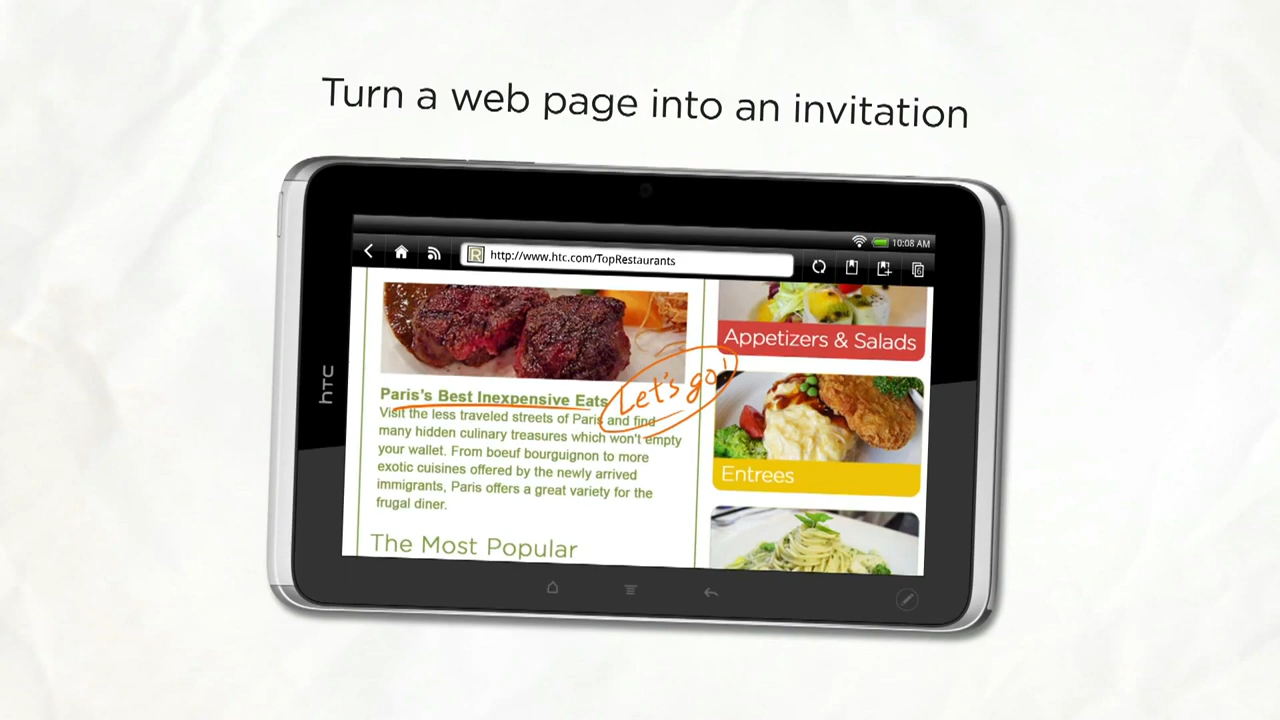 Turn a web page into an invitation
10:08 AM
R http://www.htc.com/TopRestaurants
6
Appetizers & Salads
Let's go!
Paris's Best Inexpensive Eats
Visit the less traveled streets of Paris and find
many hidden culinary treasures which won't empty
your wallet. From boeuf bourguignon to more
exotic cuisines offered by the newly arrived
immigrants, Paris offers a great variety for the
frugal diner.
Entrees
The Most Popular
hTC